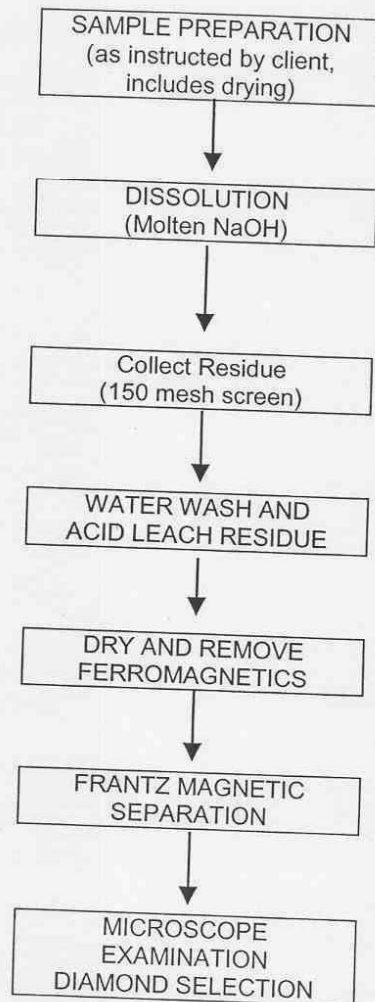 SAMPLE PREPARATION
(as instructed by client,
includes drying)
DISSOLUTION
(Molten NaOH)
Collect Residue
(150 mesh screen)
WATER WASH AND
ACID LEACH RESIDUE
DRY AND REMOVE
FERROMAGNETICS
FRANTZ MAGNETIC
SEPARATION
MICROSCOPE
EXAMINATION
DIAMOND SELECTION